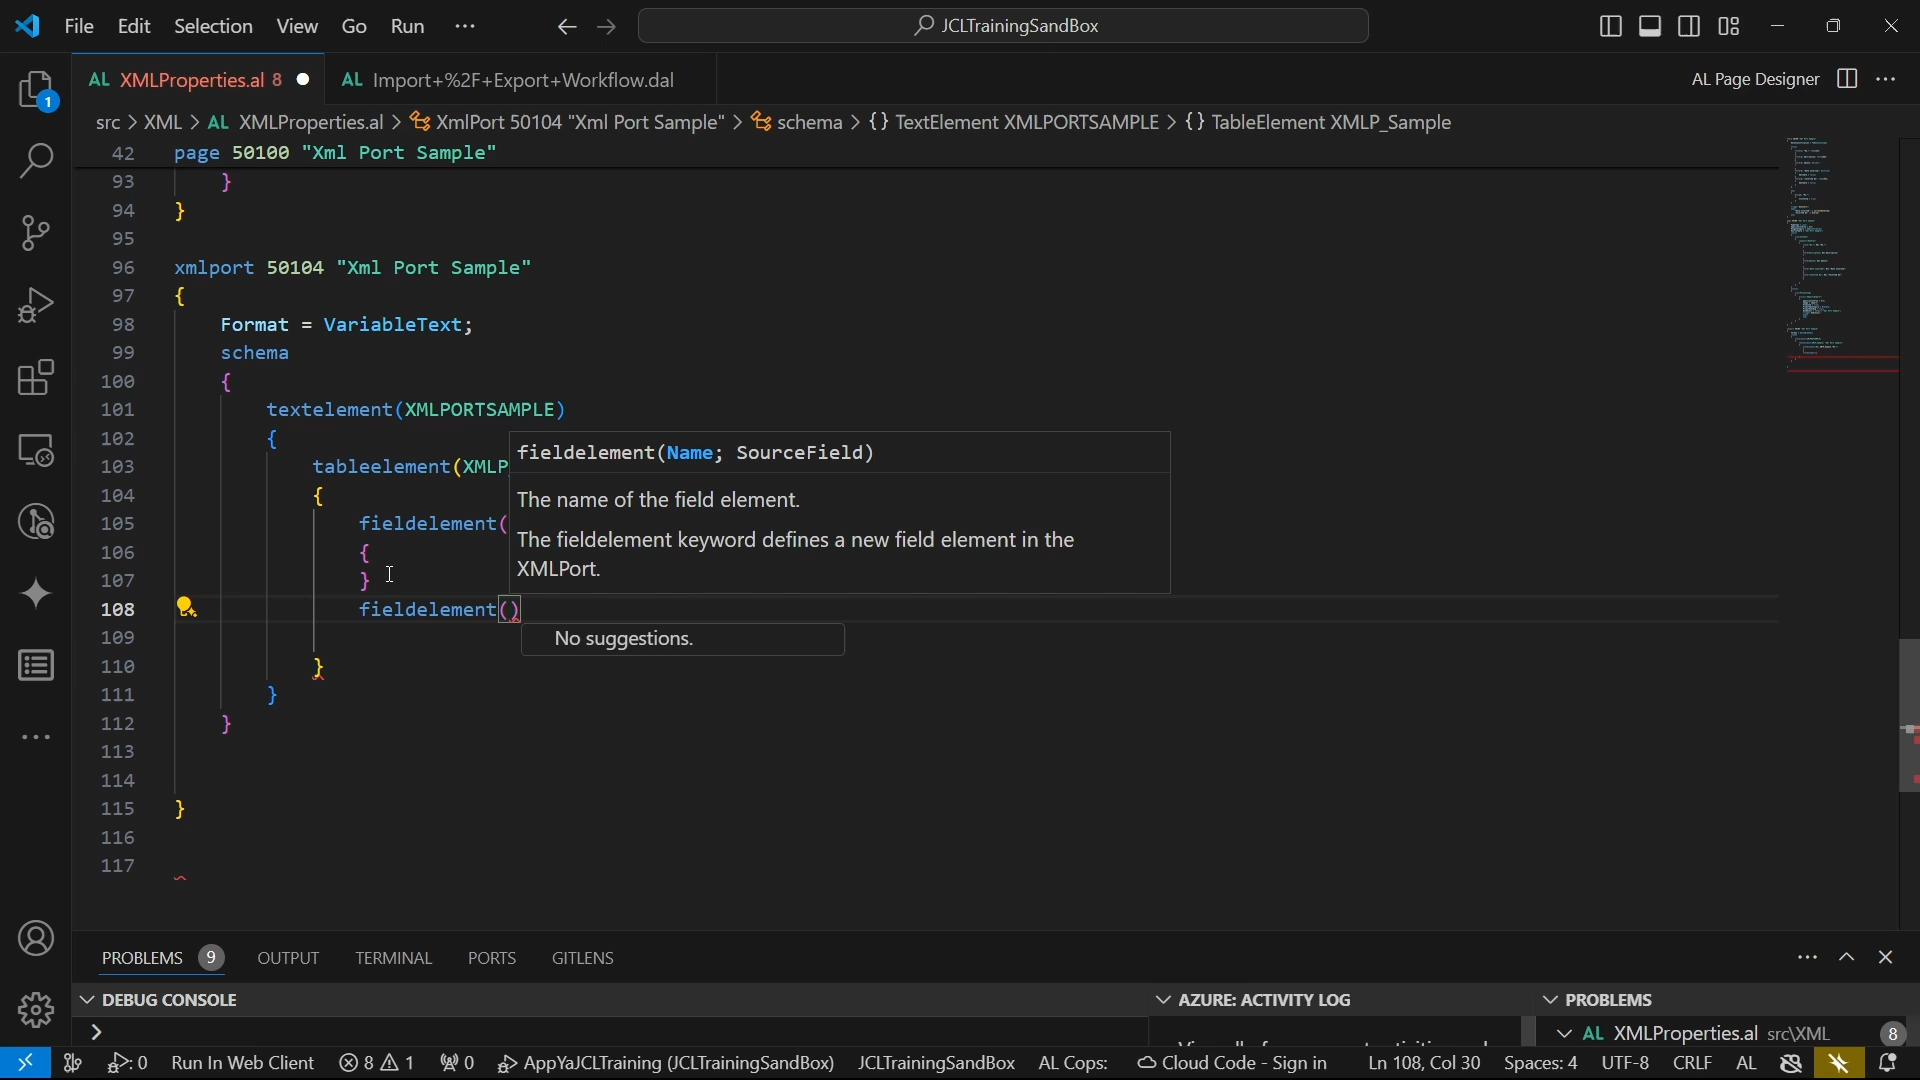 File Edit Selection View Go Run ··· JCLTrainingSandBox
AL XMLProperties.al 8 AL Import+%2F+Export+Workflow.dal AL Page Designer
src > XML > AL XMLProperties.al > XmlPort 50104 "Xml Port Sample" > schema > {} TextElement XMLPORTSAMPLE > {} TableElement XMLP_Sample
42 page 50100 "Xml Port Sample"
93 }
94 }
95
96 xmlport 50104 "Xml Port Sample"
97 {
98 Format = VariableText;
99 schema
100 {
101 textelement(XMLPORTSAMPLE)
102 {
fieldelement(Name; SourceField)
103 tableelement(XMLP
104 {
The name of the field element.
105 fieldelement(
The fieldelement keyword defines a new field element in the
106 {
XMLPort.
107 }
108 fieldelement()
109
No suggestions.
110 }
111 }
112 }
113
114
115 }
116
117
PROBLEMS 9 OUTPUT TERMINAL PORTS GITLENS
DEBUG CONSOLE AZURE: ACTIVITY LOG PROBLEMS
> AL XMLProperties.al src\XML 8
0 Run In Web Client 8 1 0 AppYaJCLTraining (JCLTrainingSandBox) JCLTrainingSandBox AL Cops: Cloud Code - Sign in Ln 108, Col 30 Spaces: 4 UTF-8 CRLF AL